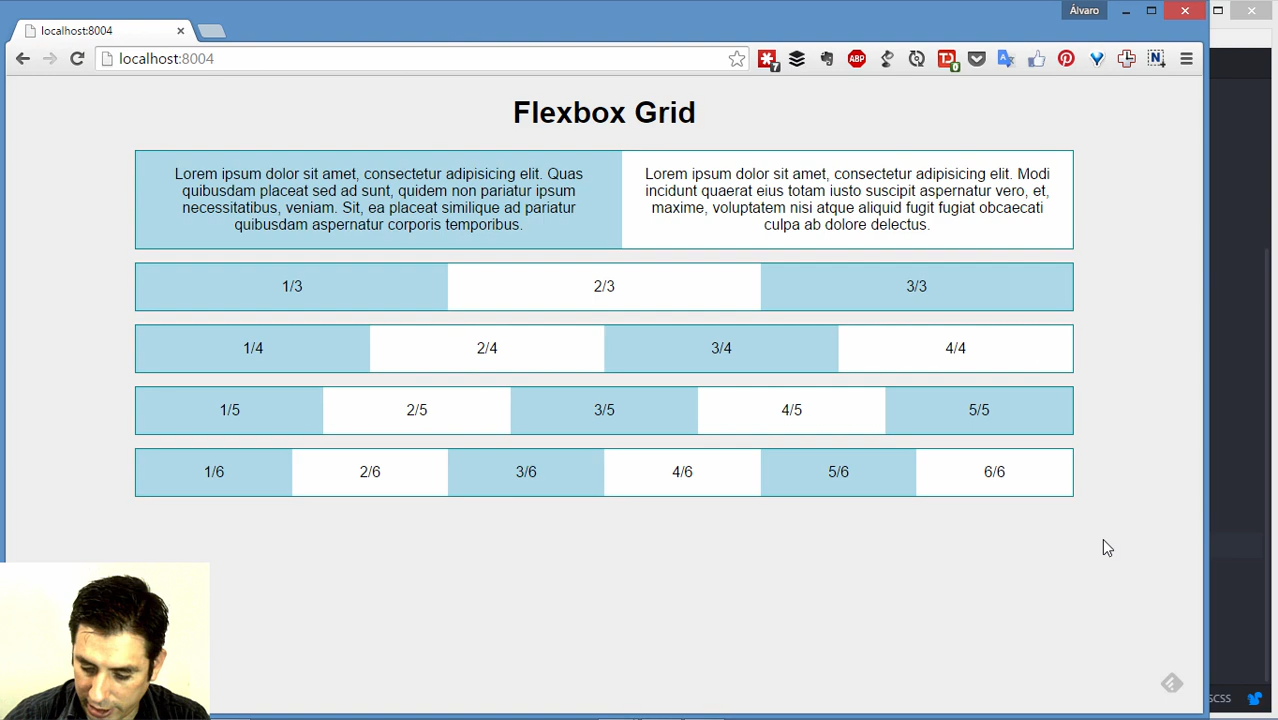 Álvaro
localhost:8004
localhost:8004
7
ABP
0
N
Flexbox Grid
Lorem ipsum dolor sit amet, consectetur adipisicing elit. Quas
quibusdam placeat sed ad sunt, quidem non pariatur ipsum
necessitatibus, veniam. Sit, ea placeat similique ad pariatur
quibusdam aspernatur corporis temporibus.
Lorem ipsum dolor sit amet, consectetur adipisicing elit. Modi
incidunt quaerat eius totam iusto suscipit aspernatur vero, et,
maxime, voluptatem nisi atque aliquid fugit fugiat obcaecati
culpa ab dolore delectus.
1/3 2/3 3/3
1/4 2/4 3/4 4/4
1/5 2/5 3/5 4/5 5/5
1/6 2/6 3/6 4/6 5/6 6/6
SCSS